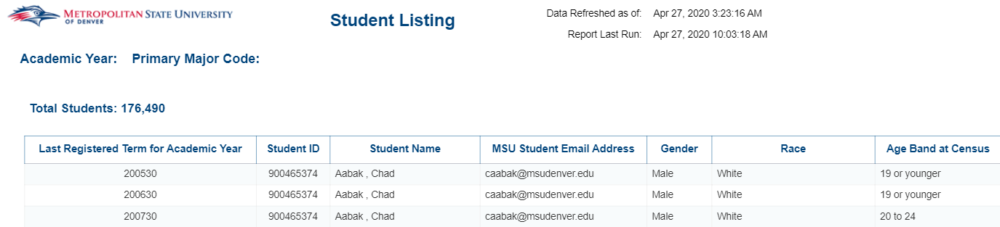 METROPOLITAN STATE UNIVERSITY
OF DENVER
Student Listing
Data Refreshed as of: Apr 27, 2020 3:23:16 AM
Report Last Run: Apr 27, 2020 10:03:18 AM
Academic Year: Primary Major Code:
Total Students: 176,490
Last Registered Term for Academic Year Student ID Student Name MSU Student Email Address Gender Race Age Band at Census
200530 900465374 Aabak , Chad caabak@msudenver.edu Male White 19 or younger
200630 900465374 Aabak , Chad caabak@msudenver.edu Male White 19 or younger
200730 900465374 Aabak , Chad caabak@msudenver.edu Male White 20 to 24